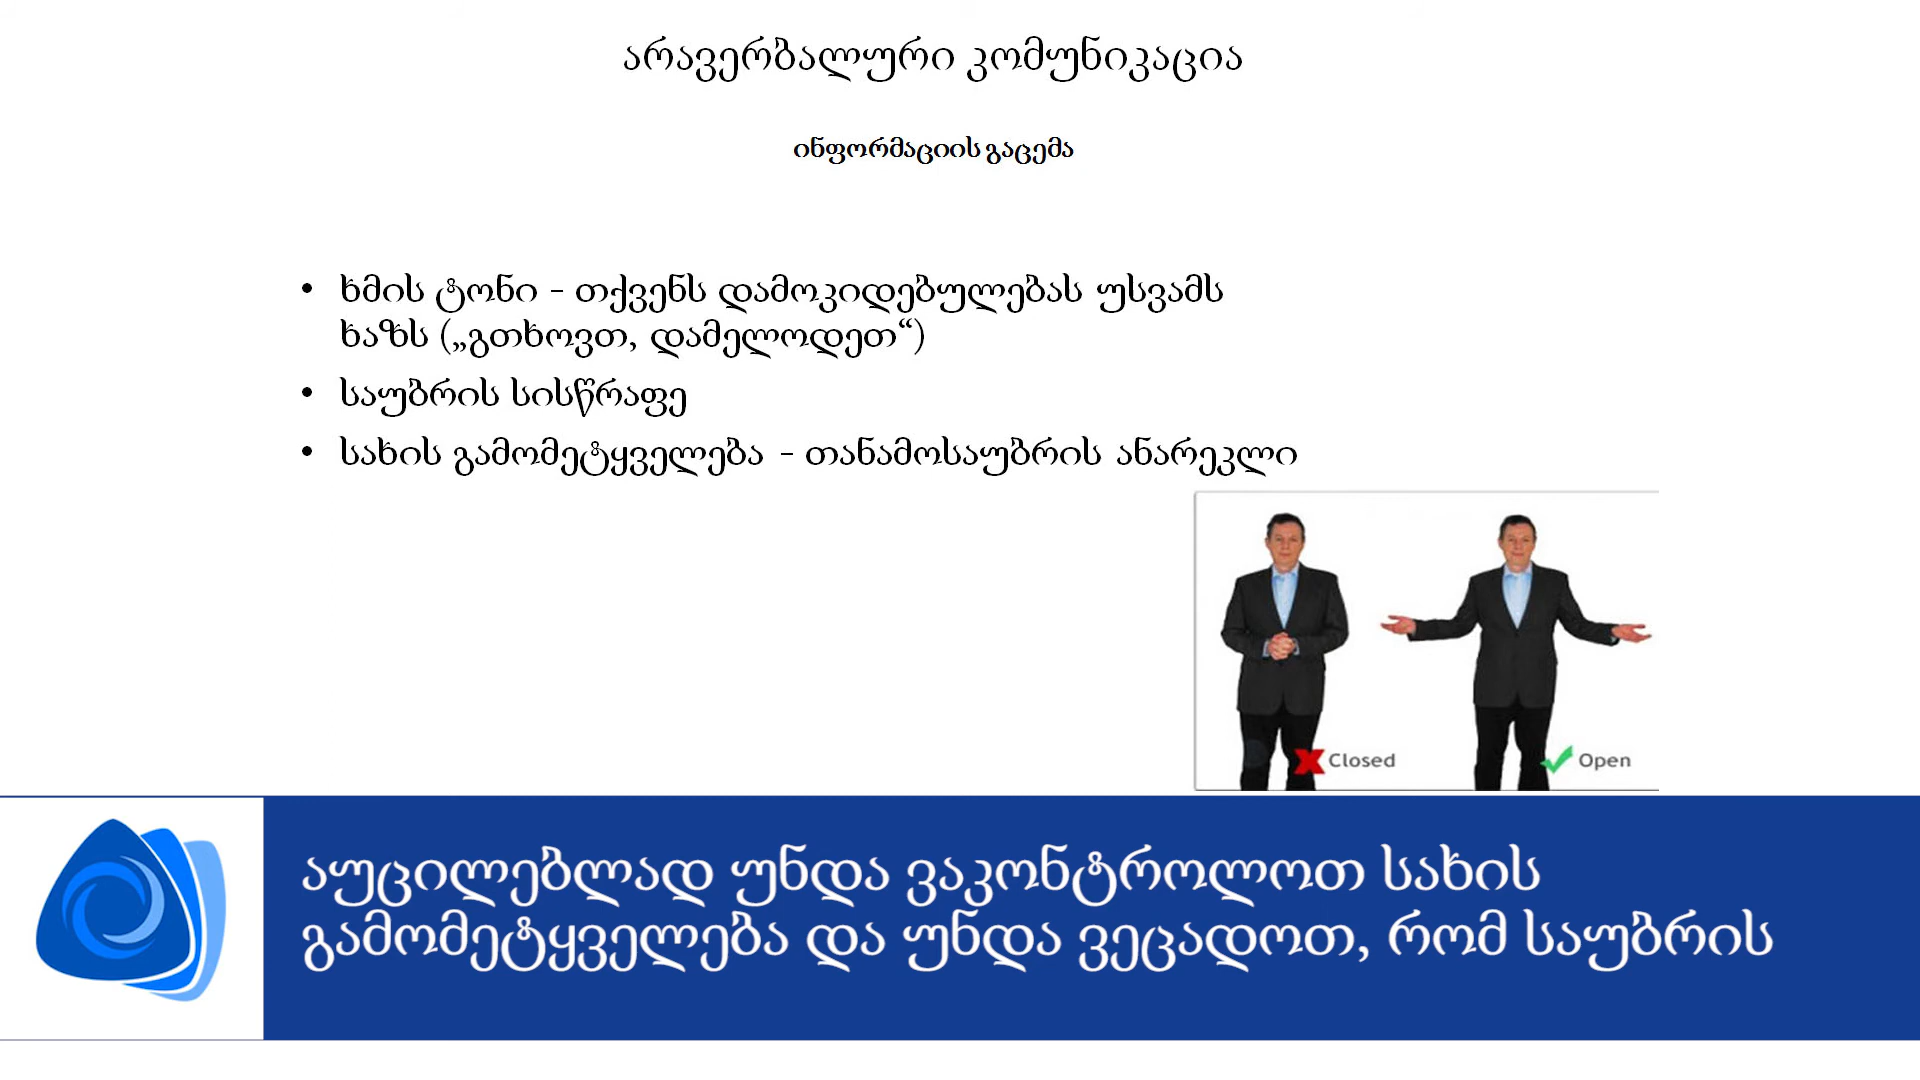 არავერბალური კომუნიკაცია
ინფორმაციის გაცემა
• ხმის ტონი – თქვენს დამოკიდებულებას უსვამს
ხაზს („გთხოვთ, დამელოდეთ“)
• საუბრის სისწრაფე
• სახის გამომეტყველება – თანამოსაუბრის ანარეკლი
Closed
Open
აუცილებლად უნდა ვაკონტროლოთ სახის
გამომეტყველება და უნდა ვეცადოთ, რომ საუბრის